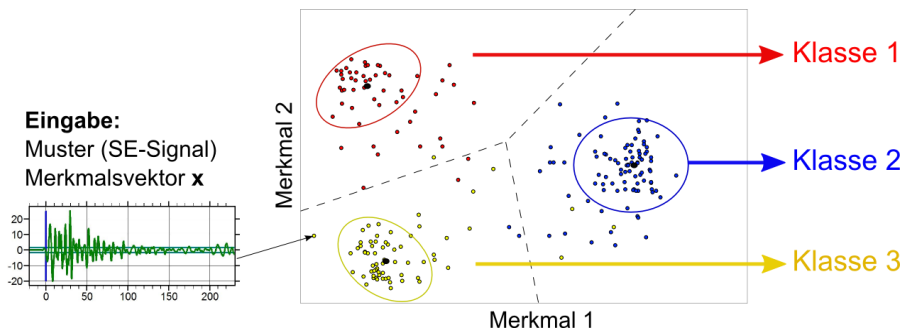 Eingabe:
Muster (SE-Signal)
Merkmalsvektor x
20
10
0
-10
-20
0
50
100
150
200
Merkmal 2
Merkmal 1
Klasse 1
Klasse 2
Klasse 3